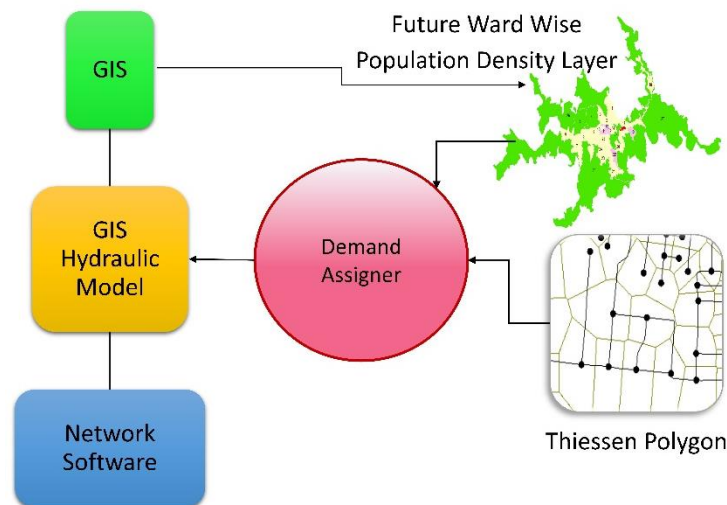 GIS
Future Ward Wise
Population Density Layer
GIS
Hydraulic
Model
Demand
Assigner
Network
Software
Thiessen Polygon